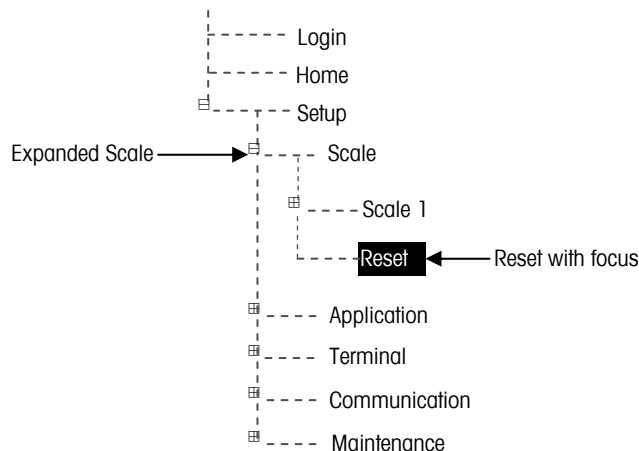 Login
Home
Setup
Expanded Scale
Scale
Scale 1
Reset
Reset with focus
Application
Terminal
Communication
Maintenance